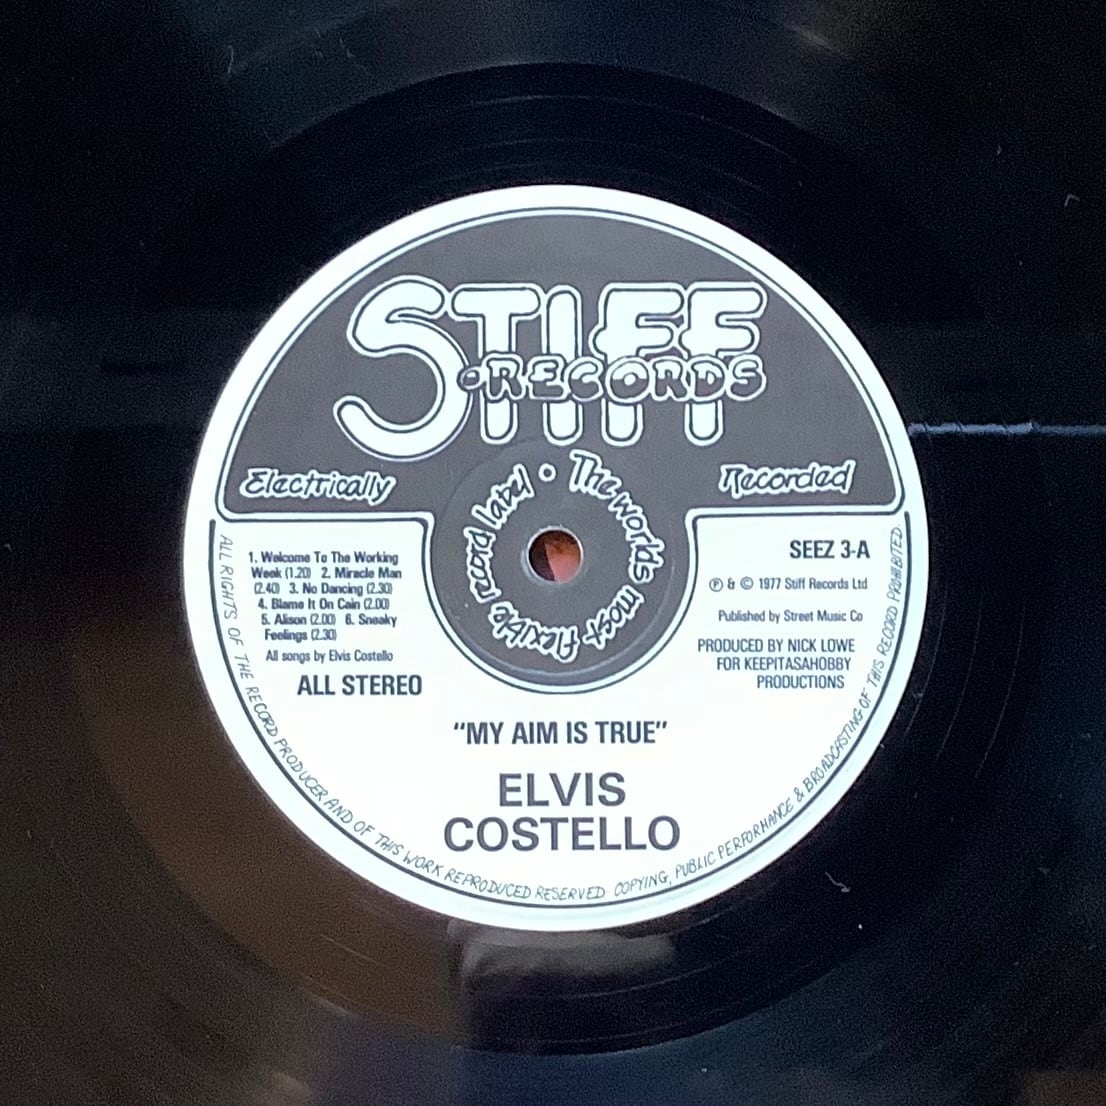 STIFF
RECORDS
Electrically
Recorded
The worlds most flexible record label
1. Welcome To The Working
Week (1.20) 2. Miracle Man
(2.40) 3. No Dancing (2.30)
4. Blame It On Cain (2.00)
5. Alison (2.00) 6. Sneaky
Feelings (2.30)
All songs by Elvis Costello
ALL STEREO
SEEZ 3-A
℗ & © 1977 Stiff Records Ltd
Published by Street Music Co
PRODUCED BY NICK LOWE
FOR KEEPITASAHOBBY
PRODUCTIONS
"MY AIM IS TRUE"
ELVIS
COSTELLO
ALL RIGHTS OF THE RECORD PRODUCER AND OF THIS WORK REPRODUCED RESERVED COPYING, PUBLIC PERFORMANCE & BROADCASTING OF THIS RECORD PROHIBITED.